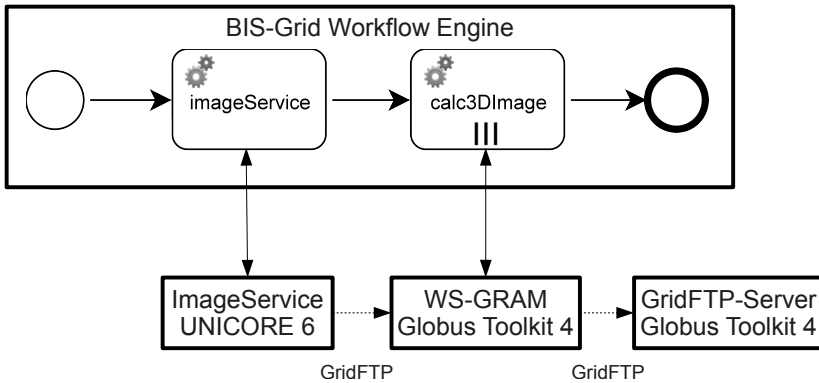 BIS-Grid Workflow Engine
imageService
calc3DImage
ImageService
UNICORE 6
WS-GRAM
Globus Toolkit 4
GridFTP-Server
Globus Toolkit 4
GridFTP
GridFTP